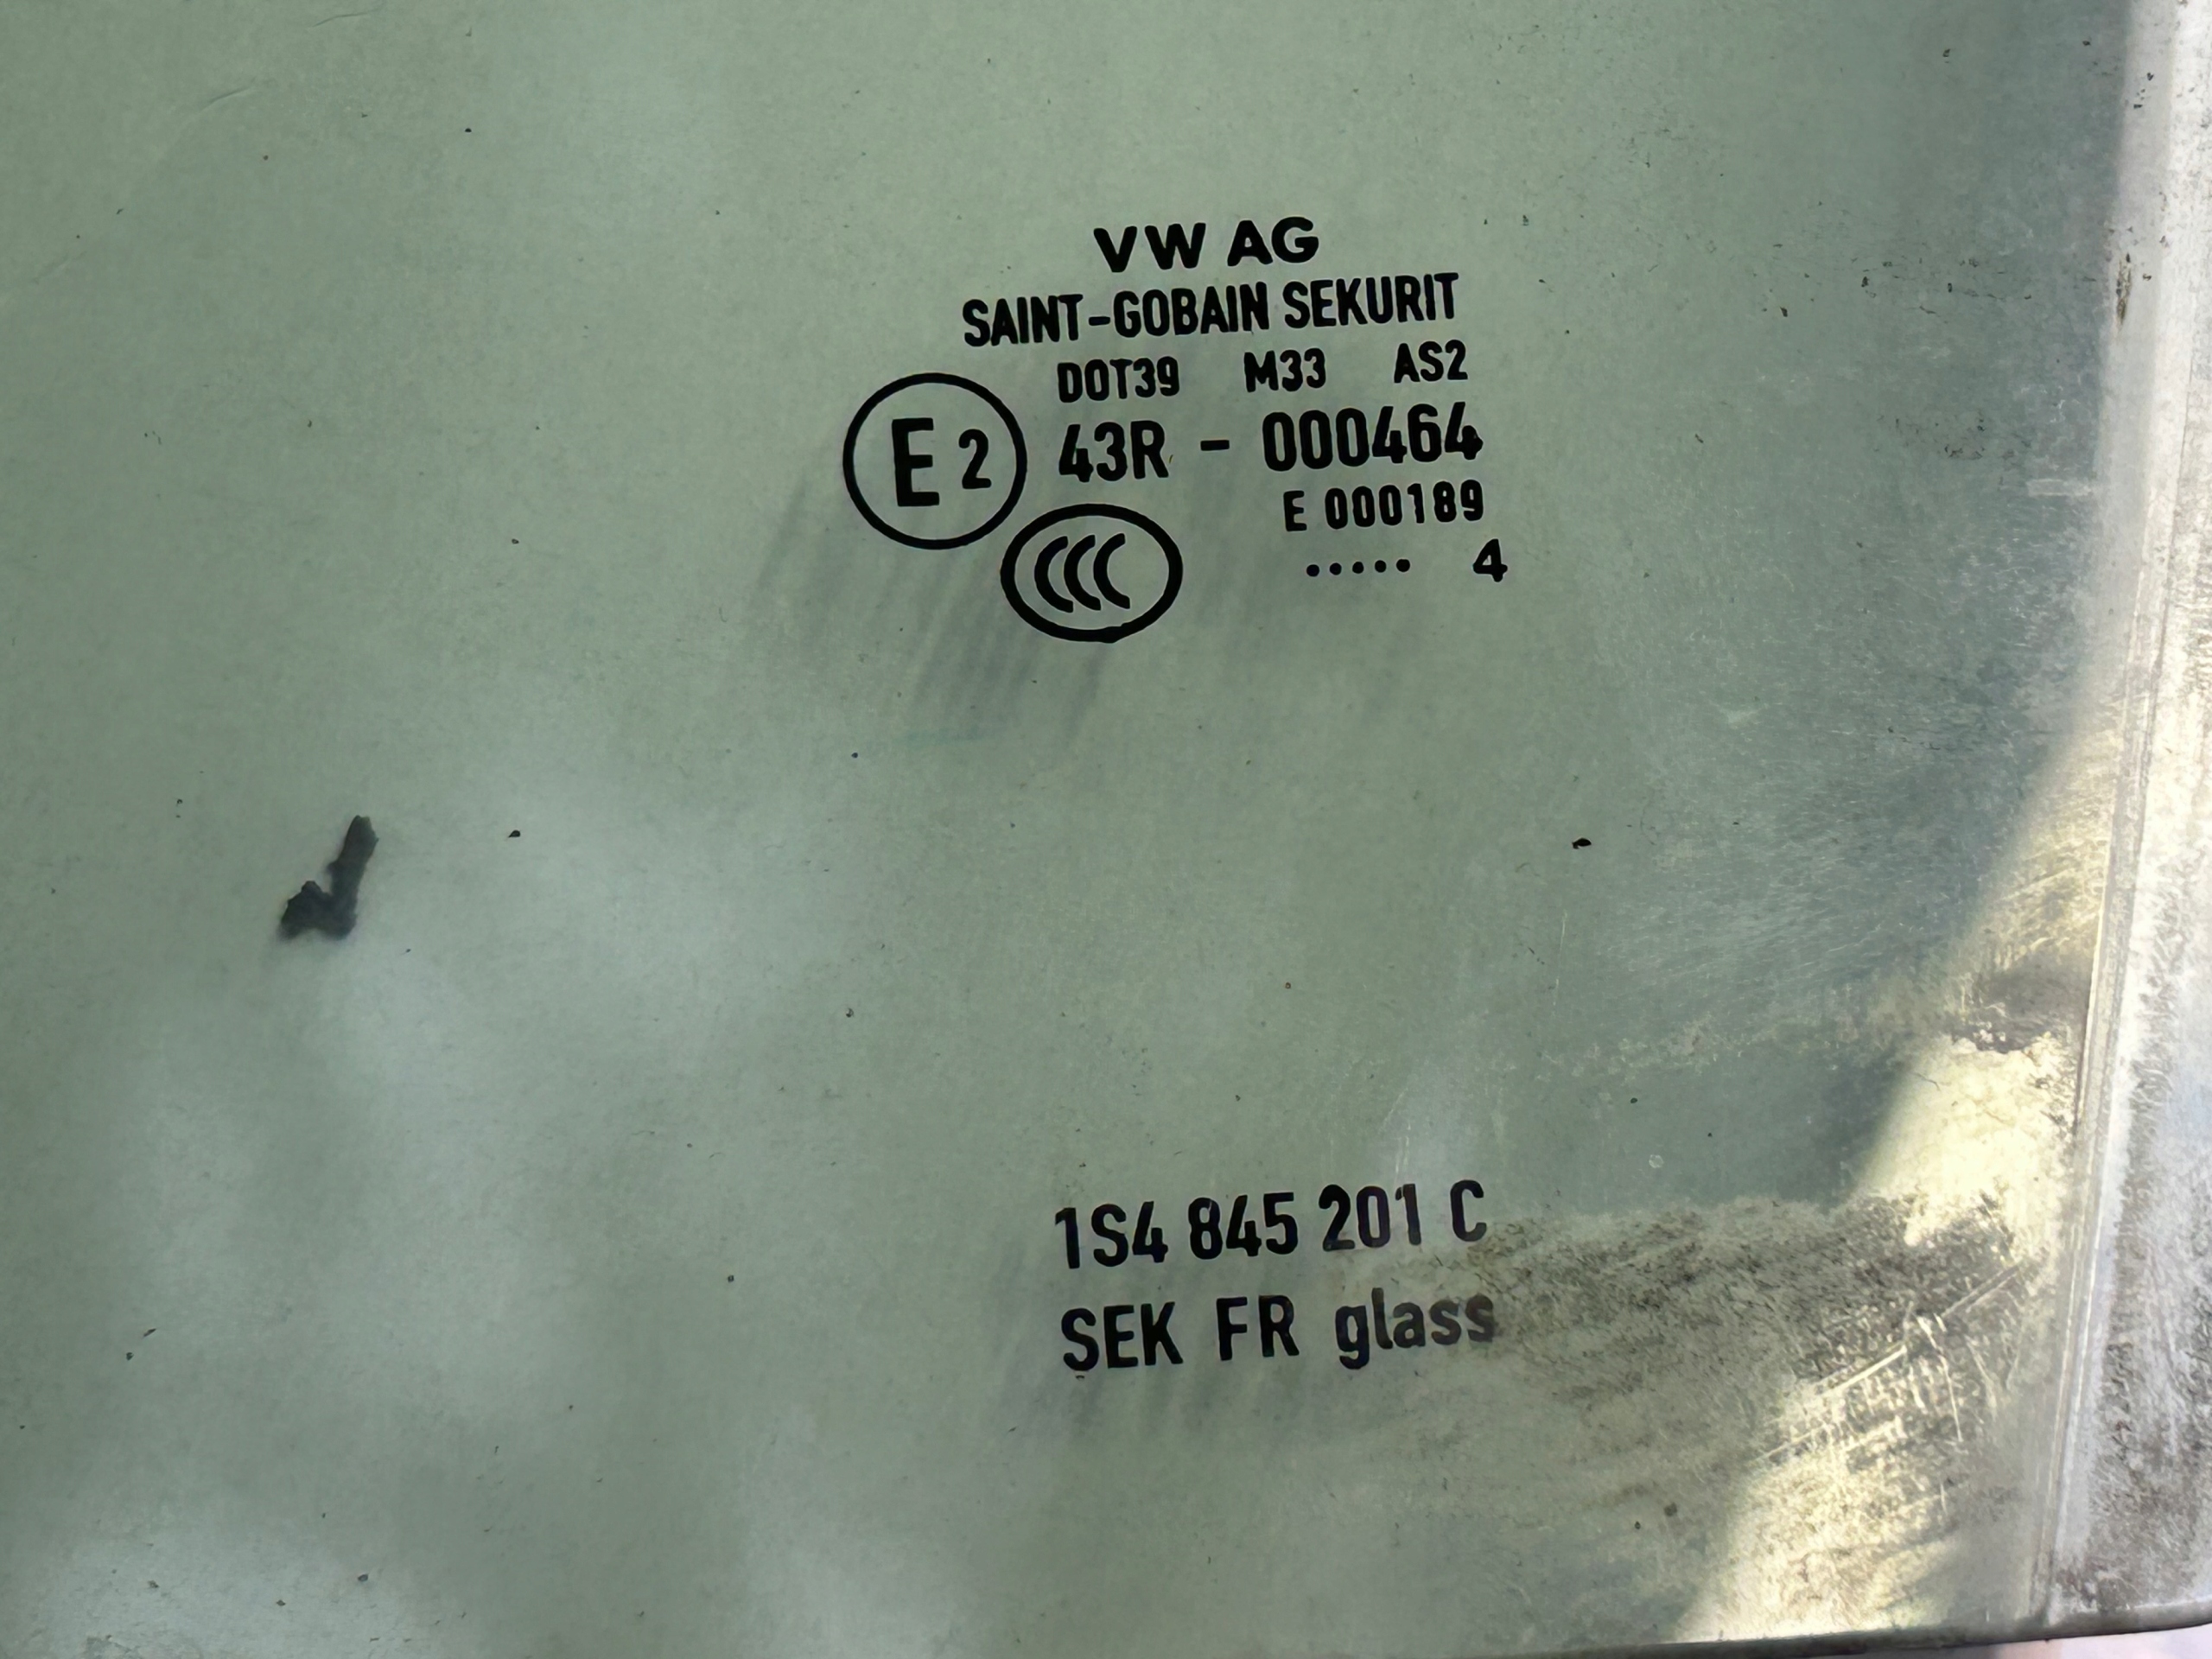 VW AG
SAINT-GOBAIN SEKURIT
DOT39 M33 AS2
E2 43R - 000464
E 000189
CCC ..... 4
1S4 845 201 C
SEK FR glass